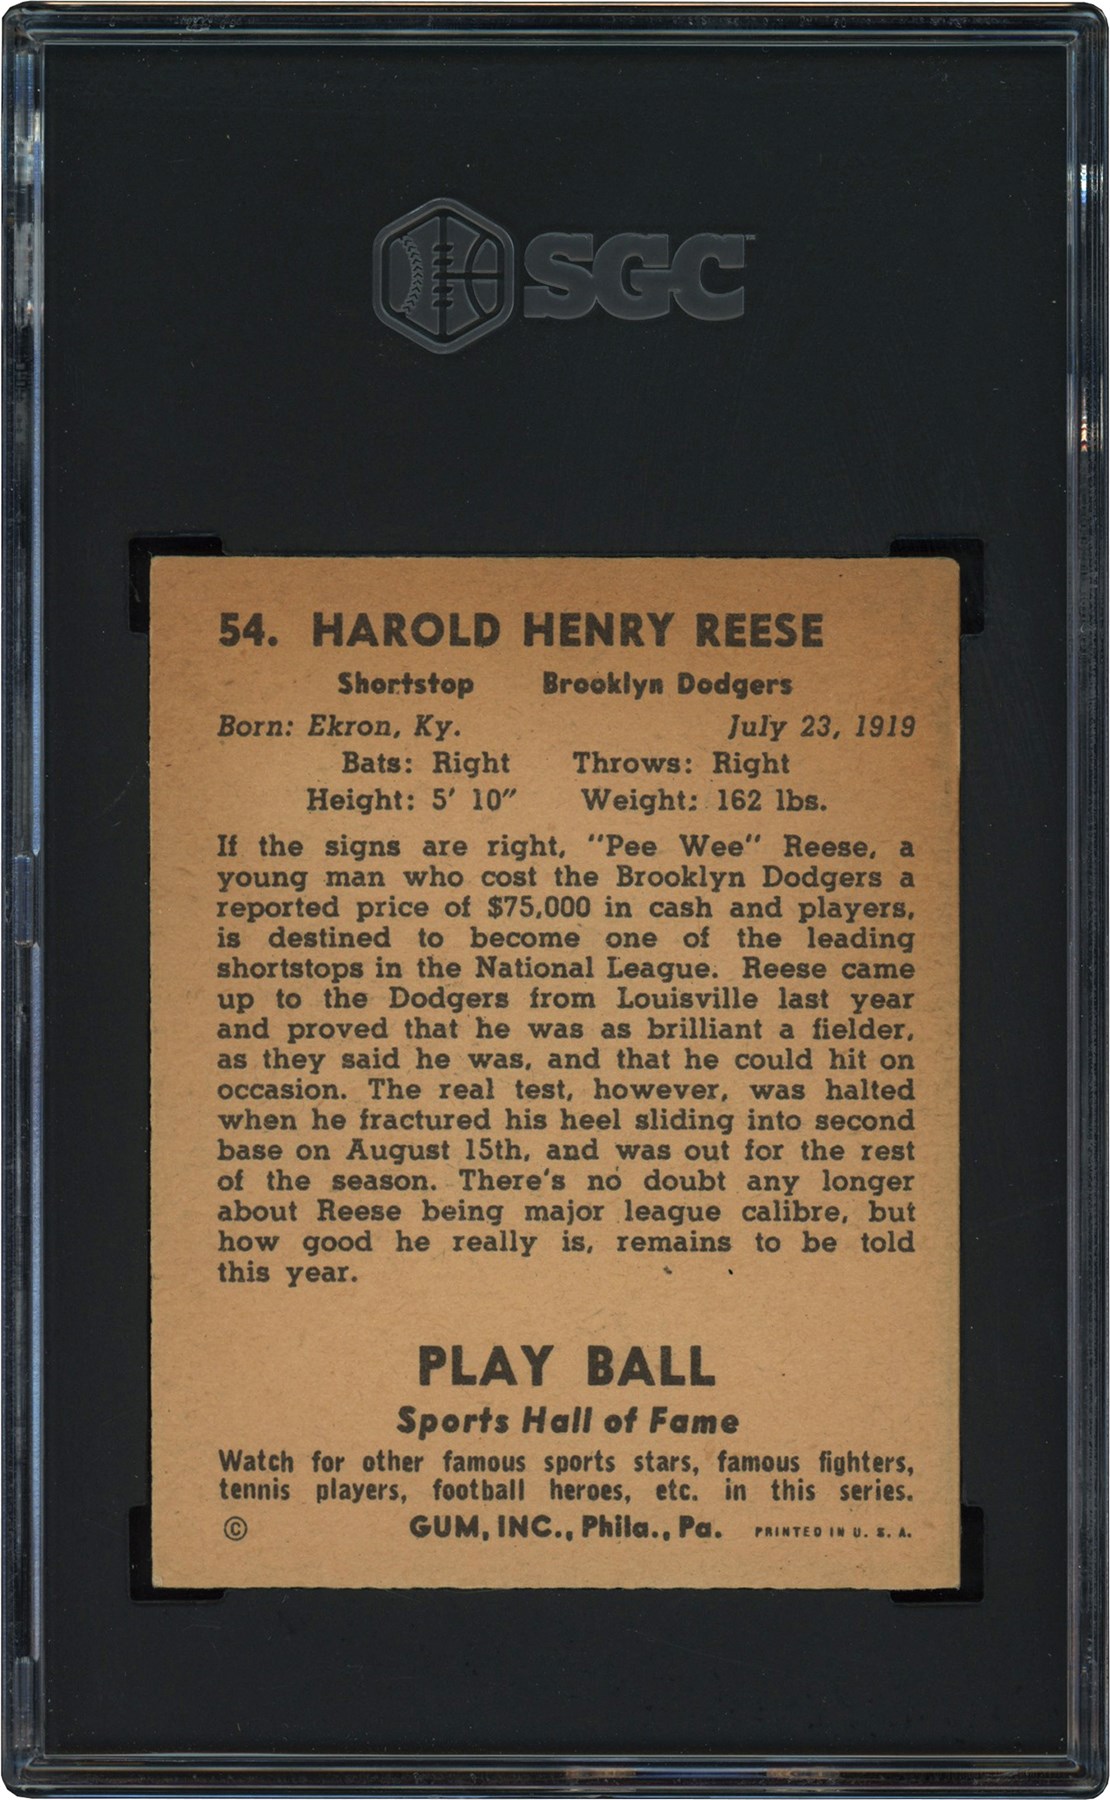 SGC™
54. HAROLD HENRY REESE
Shortstop Brooklyn Dodgers
Born: Ekron, Ky. July 23, 1919
Bats: Right Throws: Right
Height: 5' 10" Weight: 162 lbs.
If the signs are right, "Pee Wee" Reese, a
young man who cost the Brooklyn Dodgers a
reported price of $75,000 in cash and players,
is destined to become one of the leading
shortstops in the National League. Reese came
up to the Dodgers from Louisville last year
and proved that he was as brilliant a fielder,
as they said he was, and that he could hit on
occasion. The real test, however, was halted
when he fractured his heel sliding into second
base on August 15th, and was out for the rest
of the season. There's no doubt any longer
about Reese being major league calibre, but
how good he really is, remains to be told
this year.
PLAY BALL
Sports Hall of Fame
Watch for other famous sports stars, famous fighters,
tennis players, football heroes, etc. in this series.
© GUM, INC., Phila., Pa. PRINTED IN U. S. A.